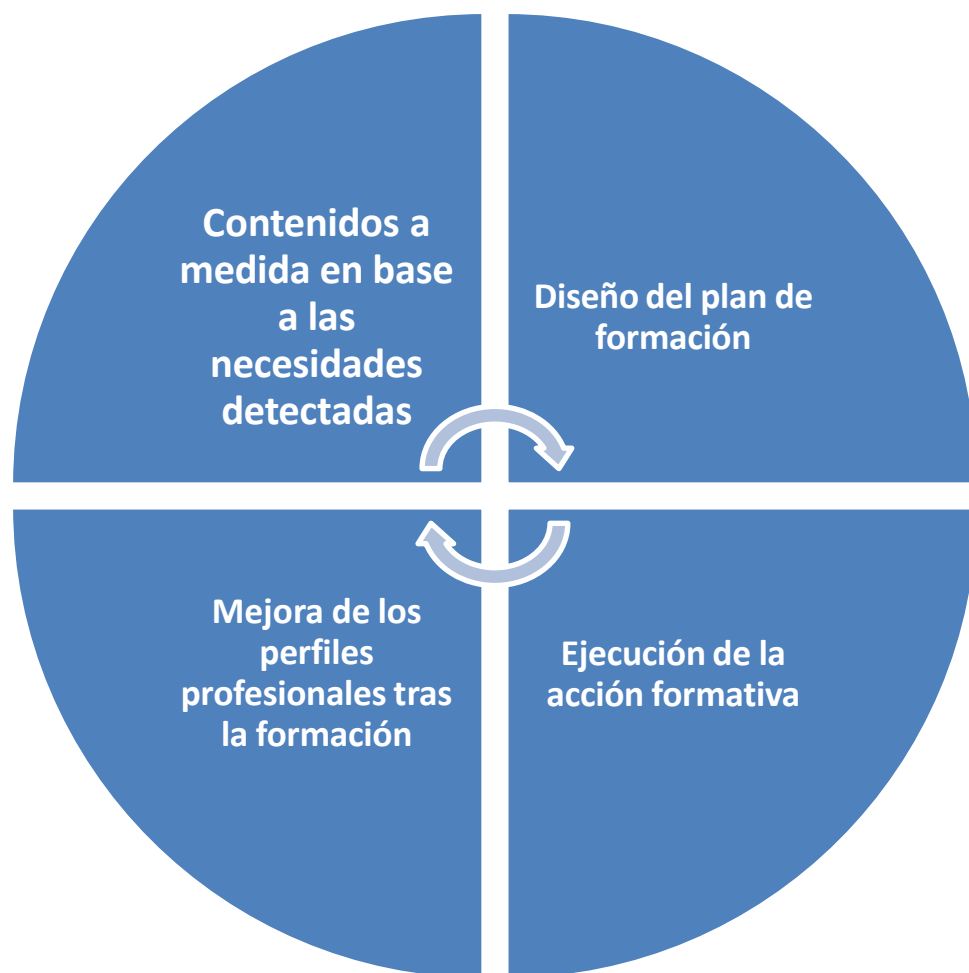 Contenidos a
medida en base
a las
necesidades
detectadas
Diseño del plan de
formación
Mejora de los
perfiles
profesionales tras
la formación
Ejecución de la
acción formativa